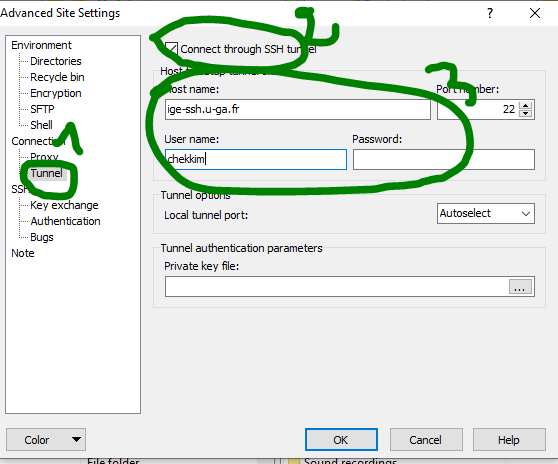 Advanced Site Settings
2
Environment
Directories
Recycle bin
Encryption
SFTP
Shell
Connection
1
Proxy
Tunnel
SSH
Key exchange
Authentication
Bugs
Note
Connect through SSH tunnel
3
Host name:
Port number:
ige-ssh.u-ga.fr
22
User name:
Password:
chekkim
Tunnel options
Local tunnel port:
Autoselect
Tunnel authentication parameters
Private key file:
...
Color
OK
Cancel
Help
File folder
Sound recordings